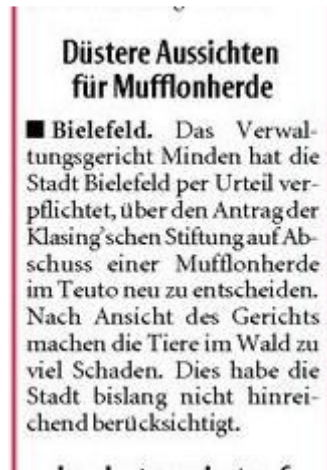 Düstere Aussichten
für Mufflonherde
■ Bielefeld. Das Verwal-
tungsgericht Minden hat die
Stadt Bielefeld per Urteil ver-
pflichtet, über den Antrag der
Klasing'schen Stiftung auf Ab-
schuss einer Mufflonherde
im Teuto neu zu entscheiden.
Nach Ansicht des Gerichts
machen die Tiere im Wald zu
viel Schaden. Dies habe die
Stadt bislang nicht hinrei-
chend berücksichtigt.